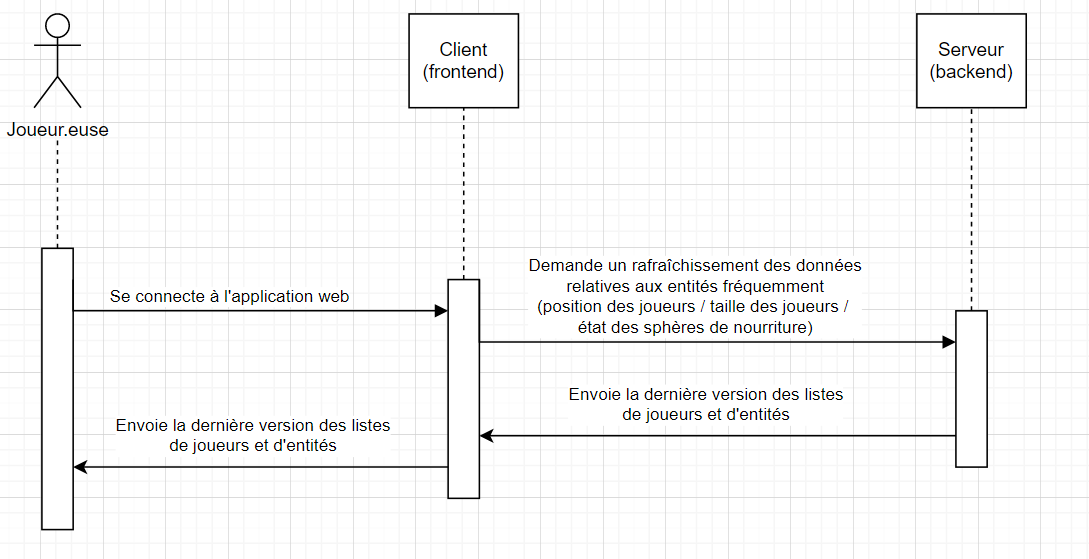 Joueur.euse
Client
(frontend)
Serveur
(backend)
Se connecte à l'application web
Demande un rafraîchissement des données
relatives aux entités fréquemment
(position des joueurs / taille des joueurs /
état des sphères de nourriture)
Envoie la dernière version des listes
de joueurs et d'entités
Envoie la dernière version des listes
de joueurs et d'entités